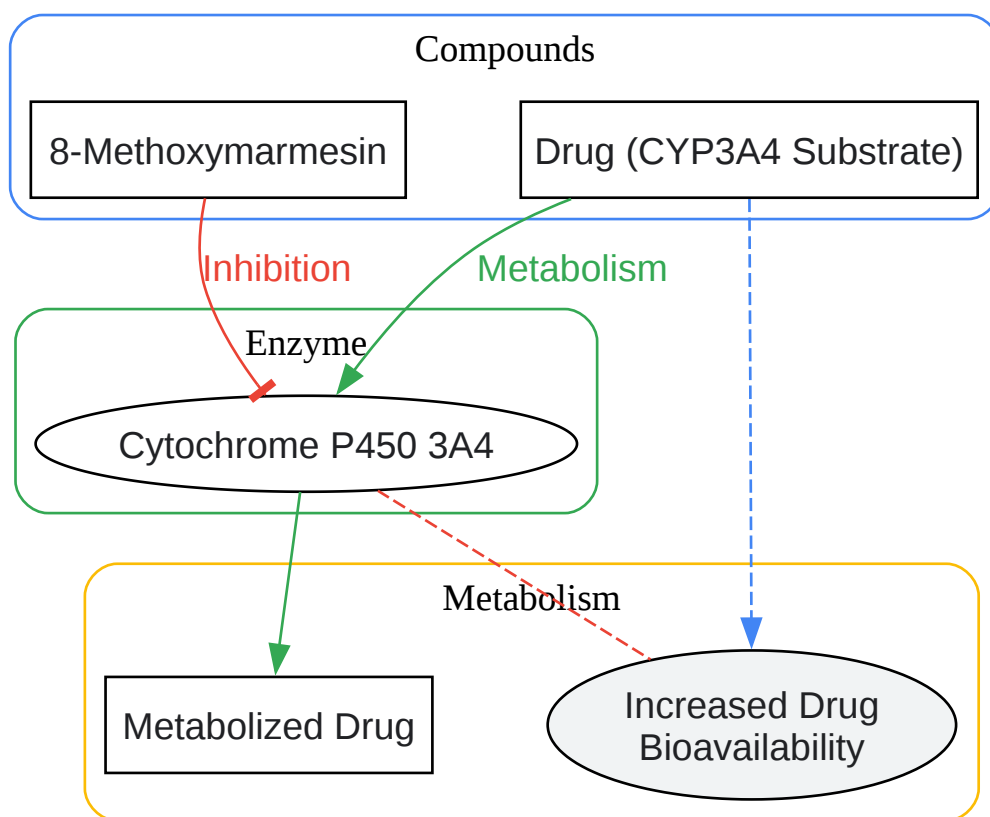 Compounds
8-Methoxymarmesin
Drug (CYP3A4 Substrate)
Inhibition
Metabolism
Enzyme
Cytochrome P450 3A4
Metabolism
Metabolized Drug
Increased Drug
Bioavailability